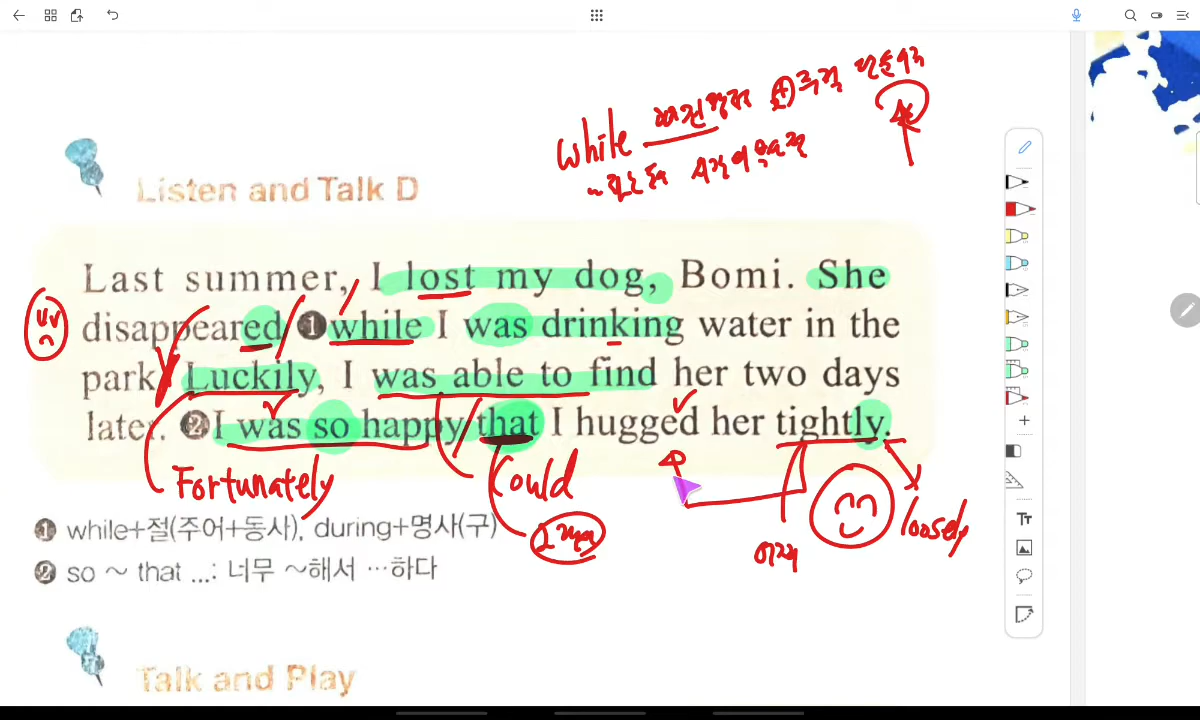 while
Listen and Talk D
Last summer, I lost my dog, Bomi. She
disappeared ❶while I was drinking water in the
park. Luckily, I was able to find her two days
later. ❷I was so happy that I hugged her tightly.
Fortunately
Could
loosely
❶ while+절(주어+동사), during+명사(구)
❷ so ~ that ...: 너무 ~해서 …하다
Talk and Play
Tт